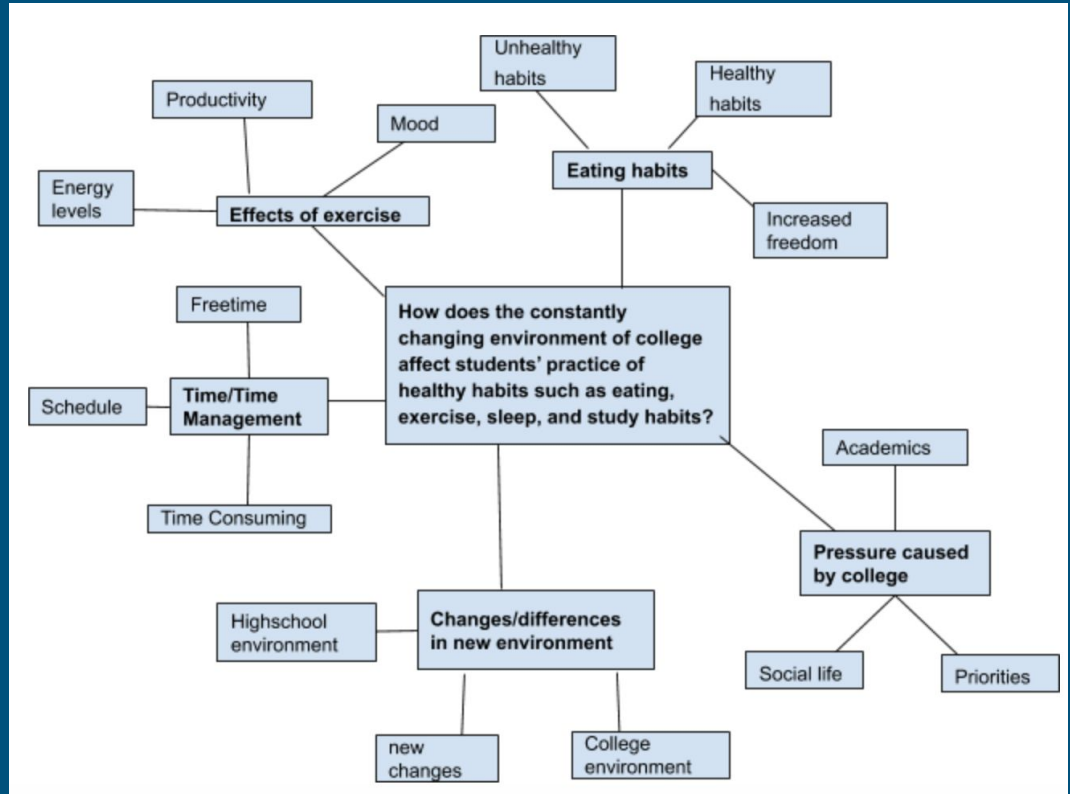 Unhealthy
habits
Healthy
habits
Productivity
Mood
Eating habits
Energy
levels
Effects of exercise
Increased
freedom
Freetime
How does the constantly
changing environment of college
affect students’ practice of
healthy habits such as eating,
exercise, sleep, and study habits?
Schedule
Time/Time
Management
Academics
Time Consuming
Pressure caused
by college
Highschool
environment
Changes/differences
in new environment
Social life
Priorities
new
changes
College
environment